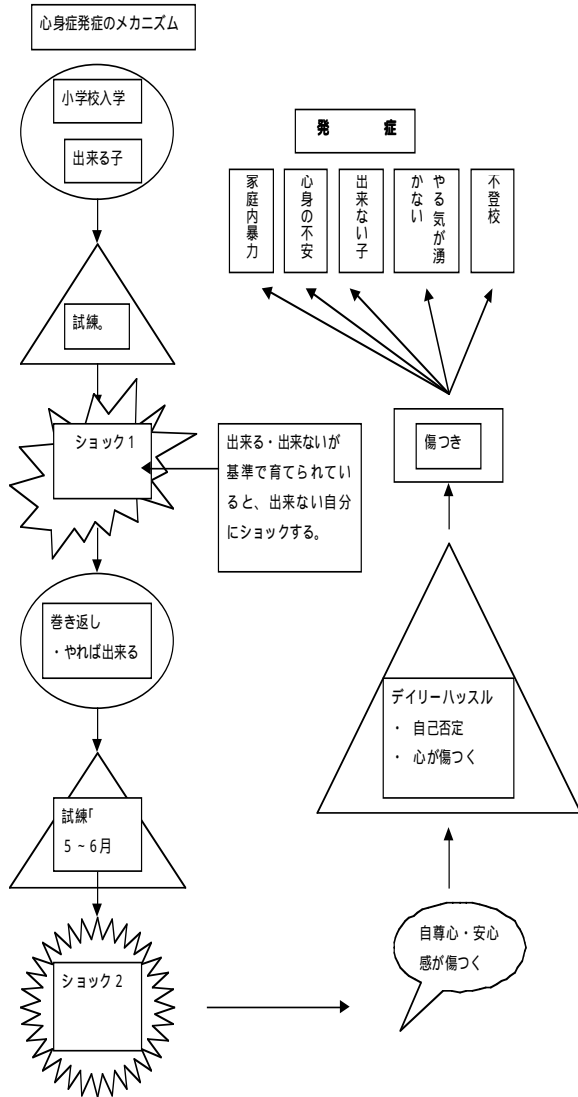 心身症発症のメカニズム
小学校入学
出来る子
試練。
ショック1
出来る・出来ないが
基準で育てられてい
ると、出来ない自分
にショックする。
巻き返し
・やれば出来る
試練「
5~6月
ショック2
自尊心・安心
感が傷つく
デイリーハッスル
・ 自己否定
・ 心が傷つく
傷つき
発 症
家庭内暴力
心身の不安
出来ない子
やる気が湧
かない
不登校